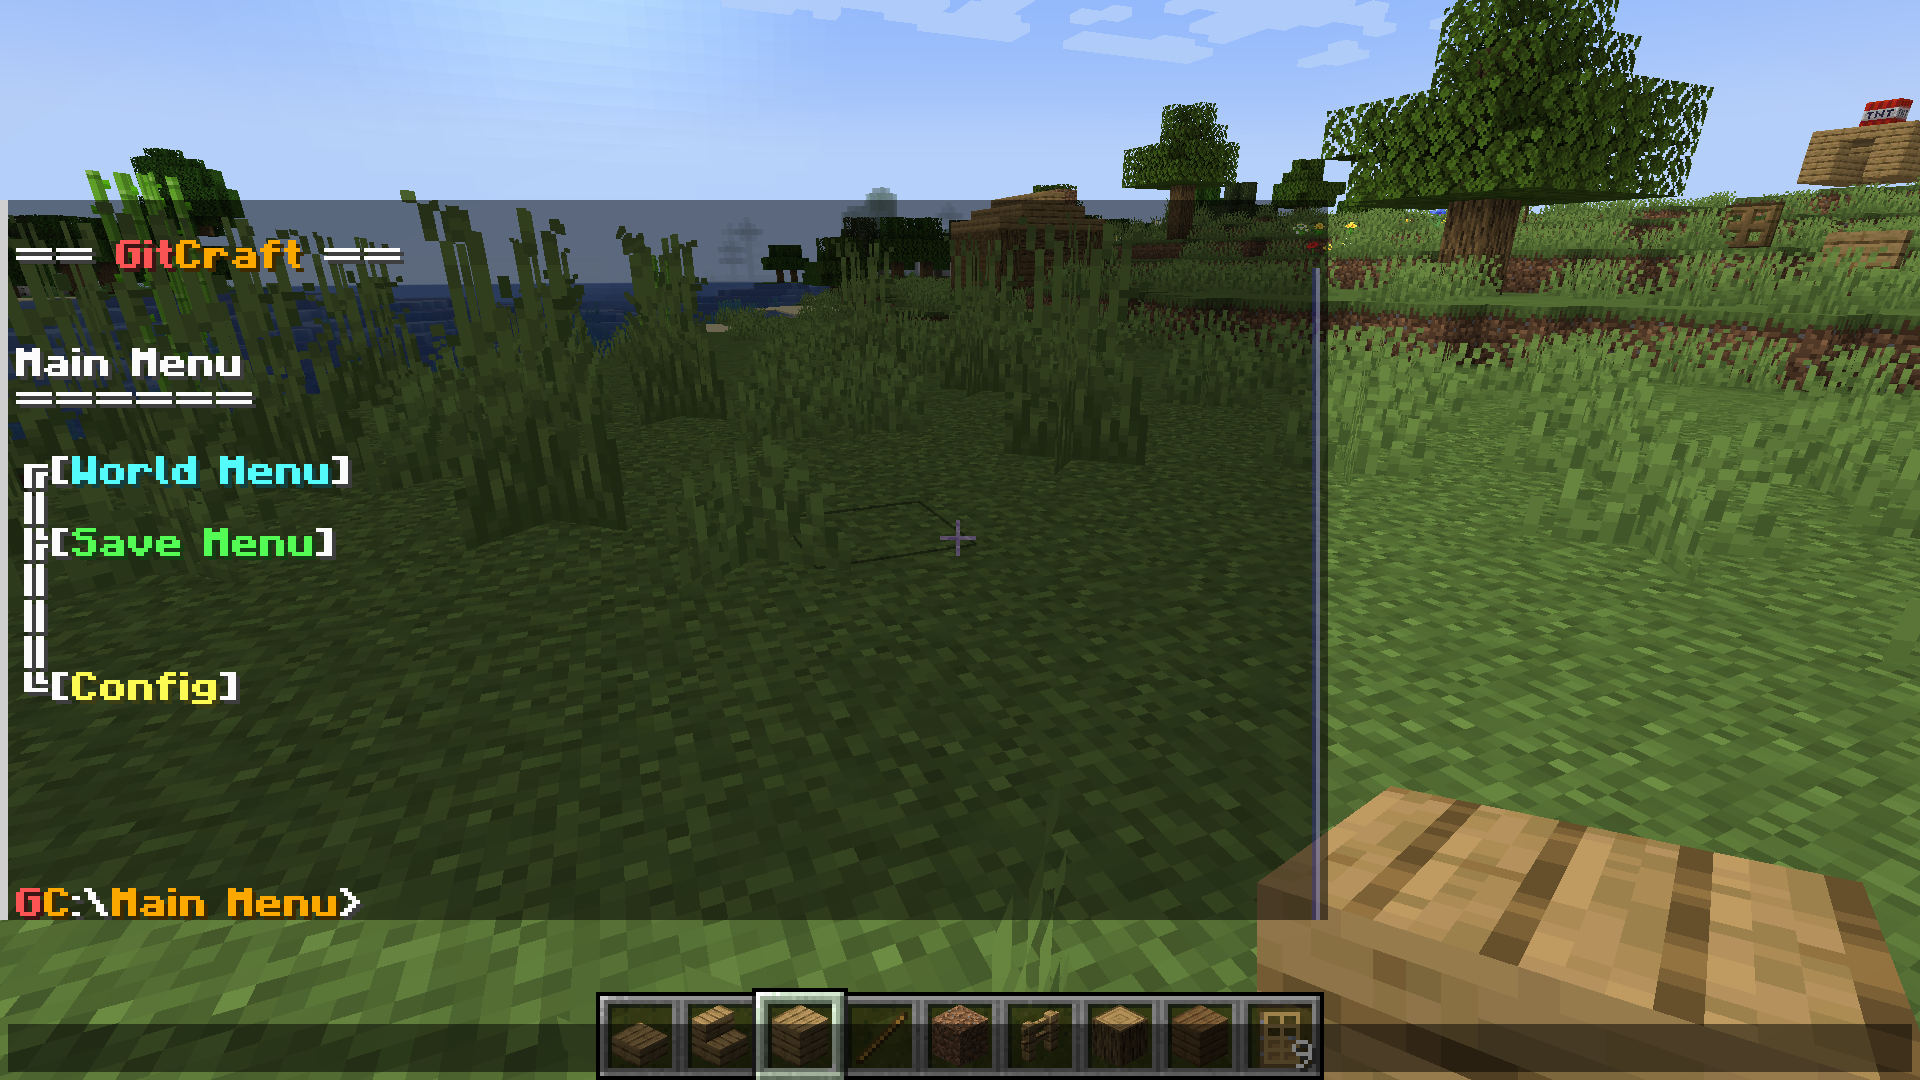 TNT
== GitCraft ==
Main Menu
======
[World Menu]
[Save Menu]
[Config]
GC:\Main Menu>
9